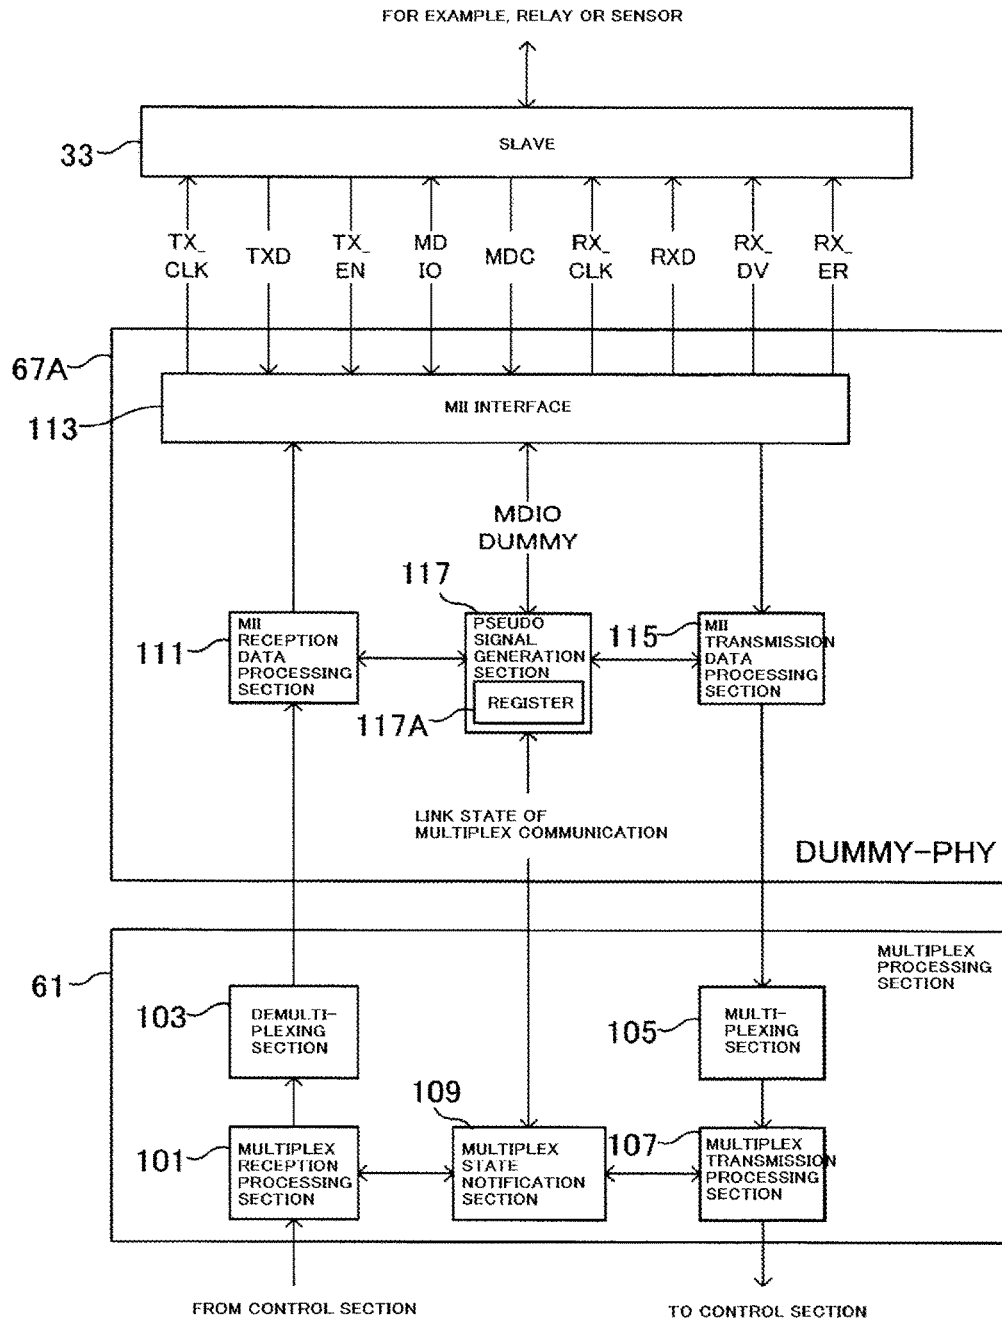 FOR EXAMPLE, RELAY OR SENSOR
33
SLAVE
TX_
CLK
TXD
TX_
EN
MD
IO
MDC
RX_
CLK
RXD
RX_
DV
RX_
ER
67A
113
MII INTERFACE
MDIO
DUMMY
117
111
MII
RECEPTION
DATA
PROCESSING
SECTION
PSEUDO
SIGNAL
GENERATION
SECTION
REGISTER
117A
115
MII
TRANSMISSION
DATA
PROCESSING
SECTION
LINK STATE OF
MULTIPLEX COMMUNICATION
DUMMY-PHY
61
MULTIPLEX
PROCESSING
SECTION
103
DEMULTI-
PLEXING
SECTION
105
MULTI-
PLEXING
SECTION
109
101
MULTIPLEX
RECEPTION
PROCESSING
SECTION
MULTIPLEX
STATE
NOTIFICATION
SECTION
107
MULTIPLEX
TRANSMISSION
PROCESSING
SECTION
FROM CONTROL SECTION
TO CONTROL SECTION